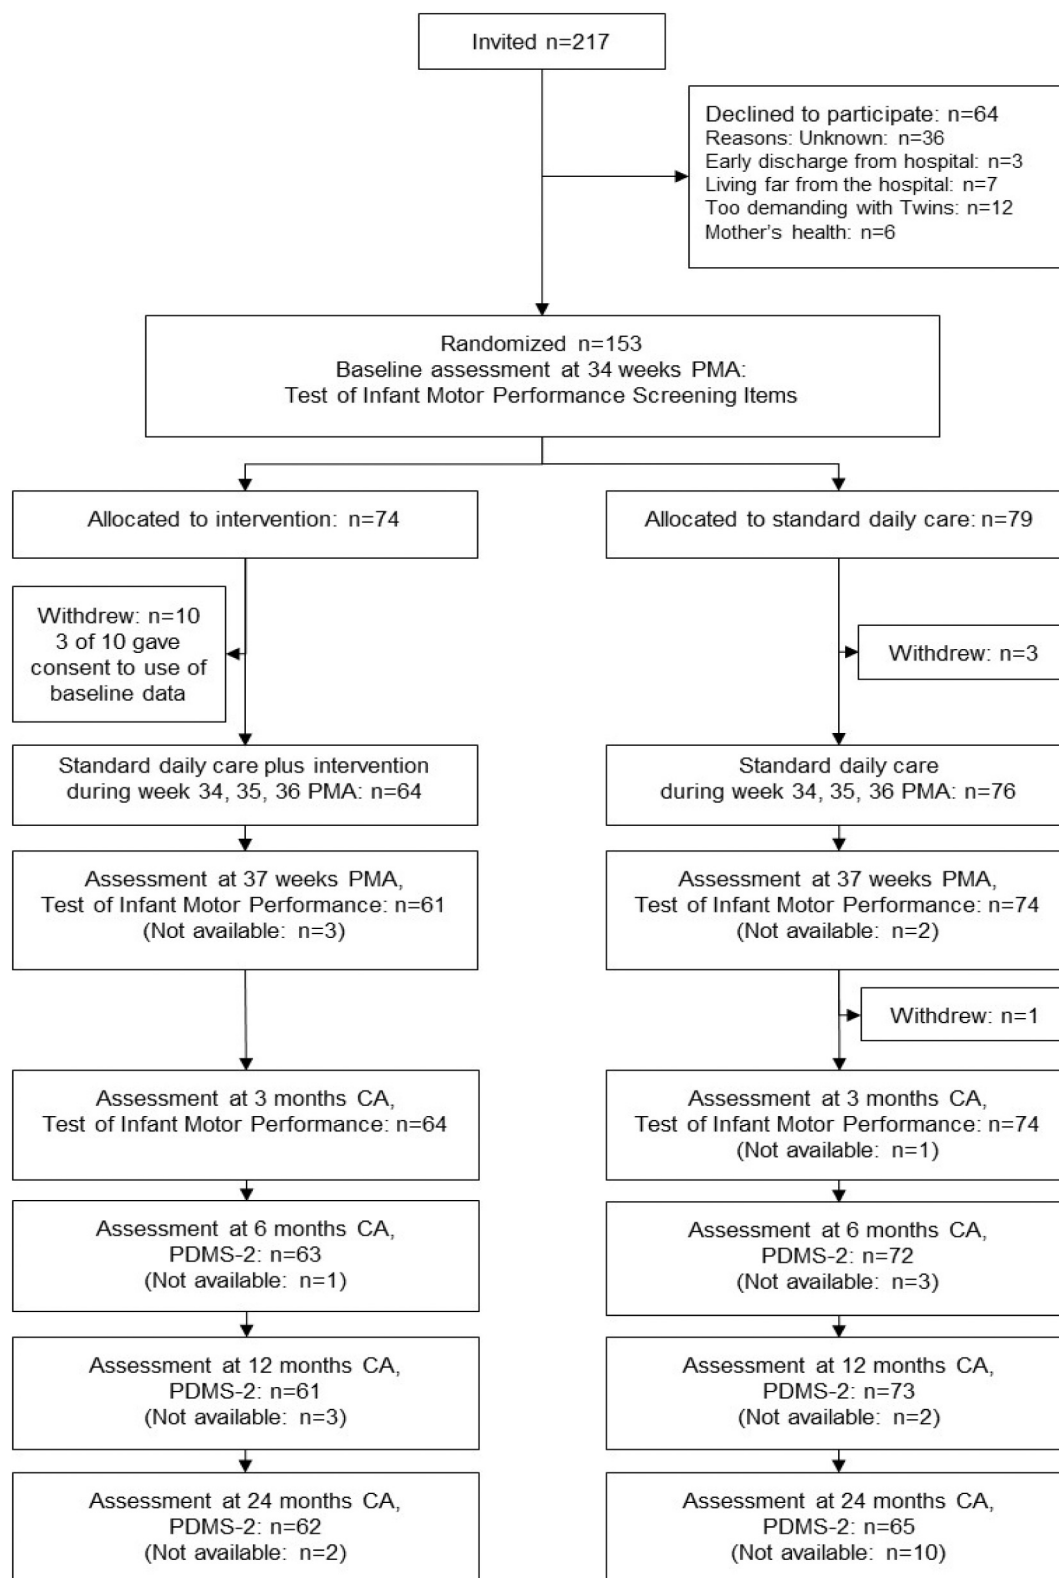 Invited n=217
Declined to participate: n=64
Reasons: Unknown: n=36
Early discharge from hospital: n=3
Living far from the hospital: n=7
Too demanding with Twins: n=12
Mother's health: n=6
Randomized n=153
Baseline assessment at 34 weeks PMA:
Test of Infant Motor Performance Screening Items
Allocated to intervention: n=74
Allocated to standard daily care: n=79
Withdrew: n=10
3 of 10 gave
consent to use of
baseline data
Withdrew: n=3
Standard daily care plus intervention
during week 34, 35, 36 PMA: n=64
Standard daily care
during week 34, 35, 36 PMA: n=76
Assessment at 37 weeks PMA,
Test of Infant Motor Performance: n=61
(Not available: n=3)
Assessment at 37 weeks PMA,
Test of Infant Motor Performance: n=74
(Not available: n=2)
Withdrew: n=1
Assessment at 3 months CA,
Test of Infant Motor Performance: n=64
Assessment at 3 months CA,
Test of Infant Motor Performance: n=74
(Not available: n=1)
Assessment at 6 months CA,
PDMS-2: n=63
(Not available: n=1)
Assessment at 6 months CA,
PDMS-2: n=72
(Not available: n=3)
Assessment at 12 months CA,
PDMS-2: n=61
(Not available: n=3)
Assessment at 12 months CA,
PDMS-2: n=73
(Not available: n=2)
Assessment at 24 months CA,
PDMS-2: n=62
(Not available: n=2)
Assessment at 24 months CA,
PDMS-2: n=65
(Not available: n=10)